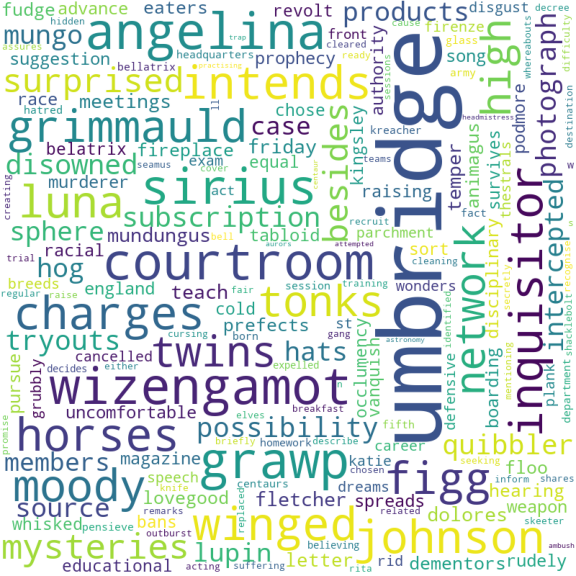 fudge
advance
eaters
revolt
products
disgust
decree
mungo
angelina
front
firenze
cause
trap
assures
headquarters
cleared
glass
difficulty
suggestion
prophecy
authority
song
bellatrix
practising
ready
whereabouts
surprised
intends
umbridge
high
photograph
race
meetings
chose
army
hatred
ll
kreacher
sessions
podmore
grimmauld
case
besides
kingsley
teams
headmistress
destination
belatrix
fireplace
friday
temper
animagus
survives
thestrals
seamus
exam
equal
disowned
sirius
cover
act
raising
fact
w
murderer
centaur
network
inquisitor
intercepted
creating
luna
subscription
recruit
parchment
sort
disciplinary
sphere
tabloid
bell
aurors
attempted
cleaning
wonders
secretly
s
trial
racial
mundungus
hidden
hog
courtroom
session
training
england
teach
cold
fair
st
boarding
plank
recognise
breeds
tonks
prefects
born
gang
occlumency
vanquish
defensive
identified
mentioning
department
shacklebolt
regular
raise
charges
cursing
tryouts
twins
hats
cancelled
decides
either
expelled
astronomy
pursue
grubbly
wizengamot
n
breakfast
elves
uncomfortable
possibility
fifth
promise
horses
briefly
homework
describe
career
quibbler
members
magazine
grawp
katie
chosen
seeking
floo
speech
centaurs
dreams
figg
inform
shares
moody
source
lovegood
knife
fletcher
spreads
dolores
hearing
weapon
whisked
remarks
bans
replaced
related
skeeter
pensieve
winged
johnson
outburst
believing
ambush
mysteries
lupin
letter
rid
dementors
rudely
educational
acting
suffering
rita